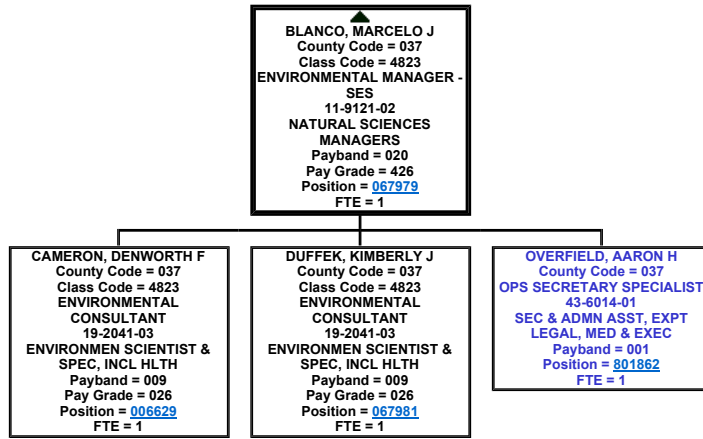 BLANCO, MARCELO J
County Code = 037
Class Code = 4823
ENVIRONMENTAL MANAGER -
SES
11-9121-02
NATURAL SCIENCES
MANAGERS
Payband = 020
Pay Grade = 426
Position = 067979
FTE = 1
CAMERON, DENWORTH F
County Code = 037
Class Code = 4823
ENVIRONMENTAL
CONSULTANT
19-2041-03
ENVIRONMEN SCIENTIST &
SPEC, INCL HLTH
Payband = 009
Pay Grade = 026
Position = 006629
FTE = 1
DUFFEK, KIMBERLY J
County Code = 037
Class Code = 4823
ENVIRONMENTAL
CONSULTANT
19-2041-03
ENVIRONMEN SCIENTIST &
SPEC, INCL HLTH
Payband = 009
Pay Grade = 026
Position = 067981
FTE = 1
OVERFIELD, AARON H
County Code = 037
OPS SECRETARY SPECIALIST
43-6014-01
SEC & ADMN ASST, EXPT
LEGAL, MED & EXEC
Payband = 001
Position = 801862
FTE = 1